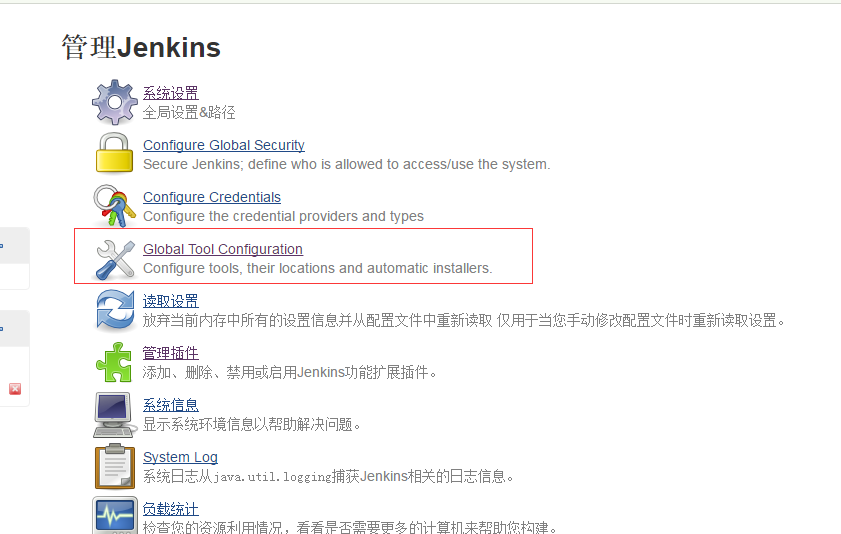 管理Jenkins
系统设置
全局设置&路径
Configure Global Security
Secure Jenkins; define who is allowed to access/use the system.
Configure Credentials
Configure the credential providers and types
Global Tool Configuration
Configure tools, their locations and automatic installers.
读取设置
放弃当前内存中所有的设置信息并从配置文件中重新读取 仅用于当您手动修改配置文件时重新读取设置。
管理插件
添加、删除、禁用或启用Jenkins功能扩展插件。
系统信息
显示系统环境信息以帮助解决问题。
System Log
系统日志从java.util.logging捕获Jenkins相关的日志信息。
负载统计
检查您的资源利用情况，看看是否需要更多的计算机来帮助您构建。